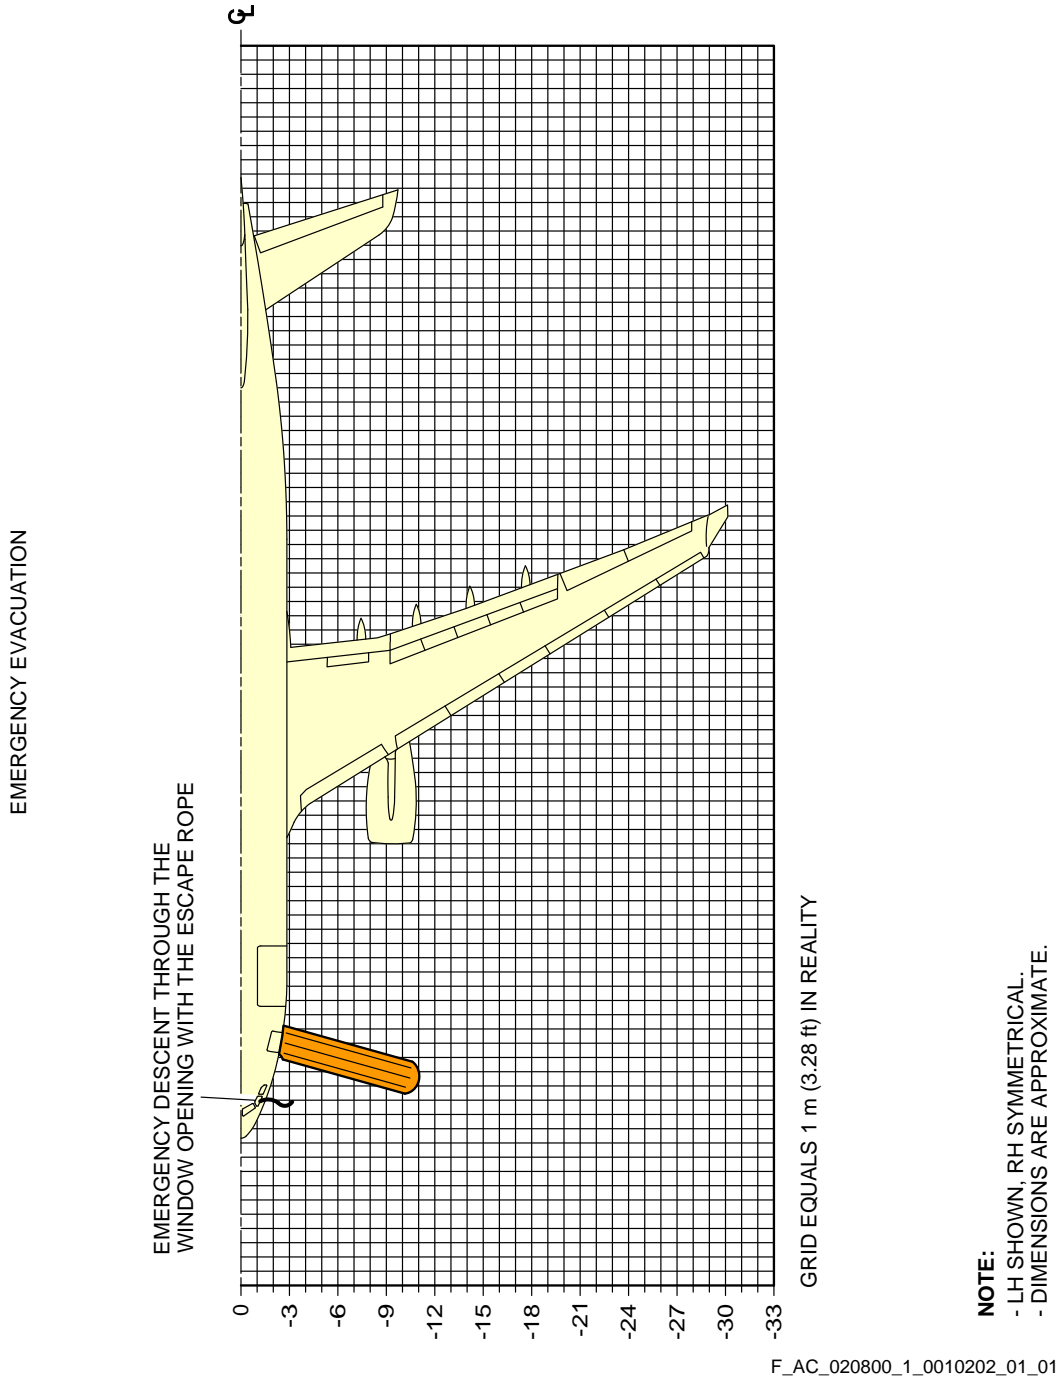 EMERGENCY EVACUATION
EMERGENCY DESCENT THROUGH THE
WINDOW OPENING WITH THE ESCAPE ROPE
℄
0
-3
-6
-9
-12
-15
-18
-21
-24
-27
-30
-33
GRID EQUALS 1 m (3.28 ft) IN REALITY
NOTE:
- LH SHOWN, RH SYMMETRICAL.
- DIMENSIONS ARE APPROXIMATE.
F_AC_020800_1_0010202_01_01